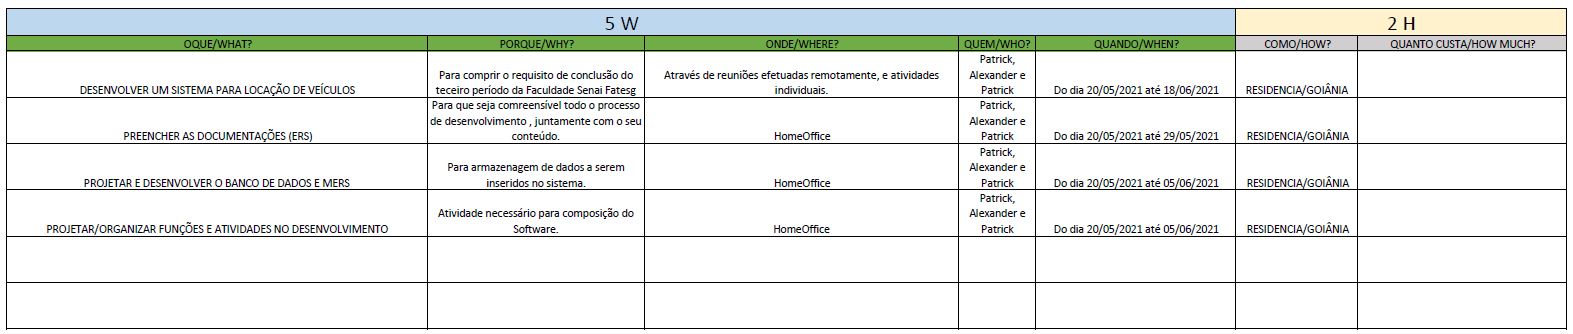 5 W
2 H
OQUE/WHAT?
PORQUE/WHY?
ONDE/WHERE?
QUEM/WHO?
QUANDO/WHEN?
COMO/HOW?
QUANTO CUSTA/HOW MUCH?
DESENVOLVER UM SISTEMA PARA LOCAÇÃO DE VEÍCULOS
Para comprir o requisito de conclusão do
teceiro período da Faculdade Senai Fatesg
Através de reuniões efetuadas remotamente, e atividades
individuais.
Patrick,
Alexander e
Patrick
Do dia 20/05/2021 até 18/06/2021
RESIDENCIA/GOIÂNIA
PREENCHER AS DOCUMENTAÇÕES (ERS)
Para que seja comreensível todo o processo
de desenvolvimento , juntamente com o seu
conteúdo.
HomeOffice
Patrick,
Alexander e
Patrick
Do dia 20/05/2021 até 29/05/2021
RESIDENCIA/GOIÂNIA
PROJETAR E DESENVOLVER O BANCO DE DADOS E MERS
Para armazenagem de dados a serem
inseridos no sistema.
HomeOffice
Patrick,
Alexander e
Patrick
Do dia 20/05/2021 até 05/06/2021
RESIDENCIA/GOIÂNIA
PROJETAR/ORGANIZAR FUNÇÕES E ATIVIDADES NO DESENVOLVIMENTO
Atividade necessário para composição do
Software.
HomeOffice
Patrick,
Alexander e
Patrick
Do dia 20/05/2021 até 05/06/2021
RESIDENCIA/GOIÂNIA